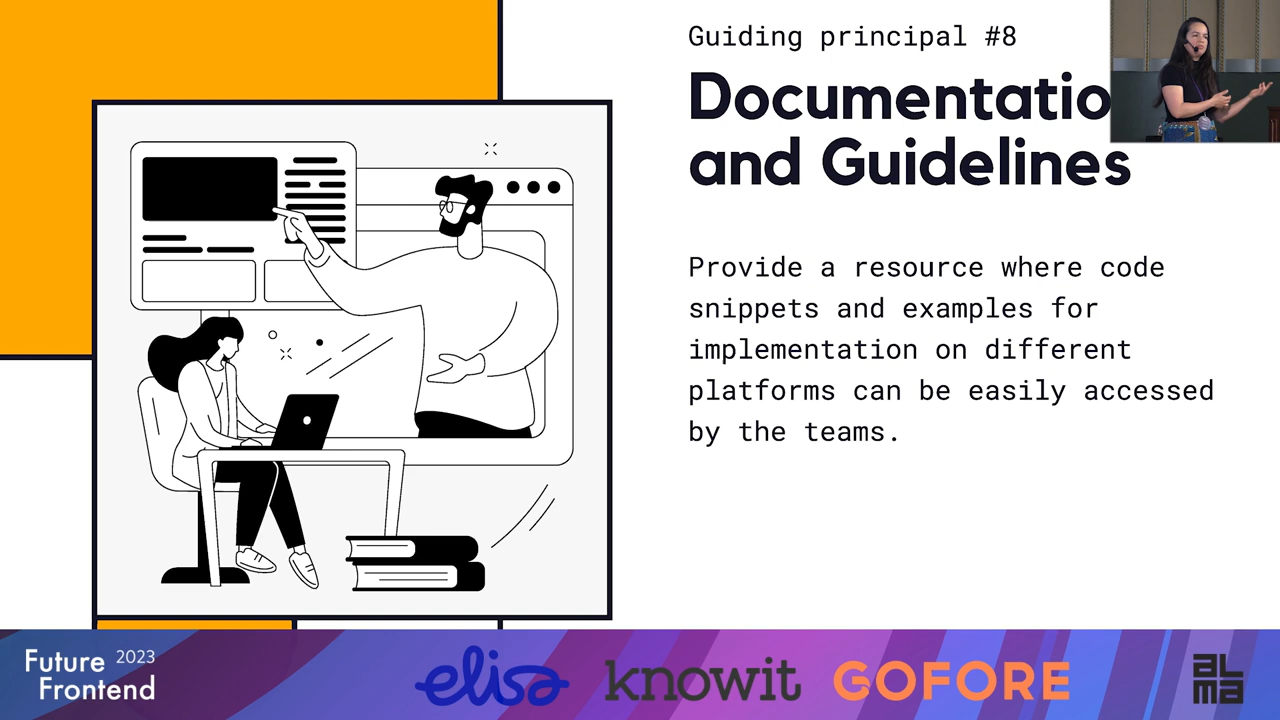 Guiding principal #8
Documentatio
and Guidelines
Provide a resource where code
snippets and examples for
implementation on different
platforms can be easily accessed
by the teams.
Future 2023
Frontend
elisa
knowit
GOFORE
aLma